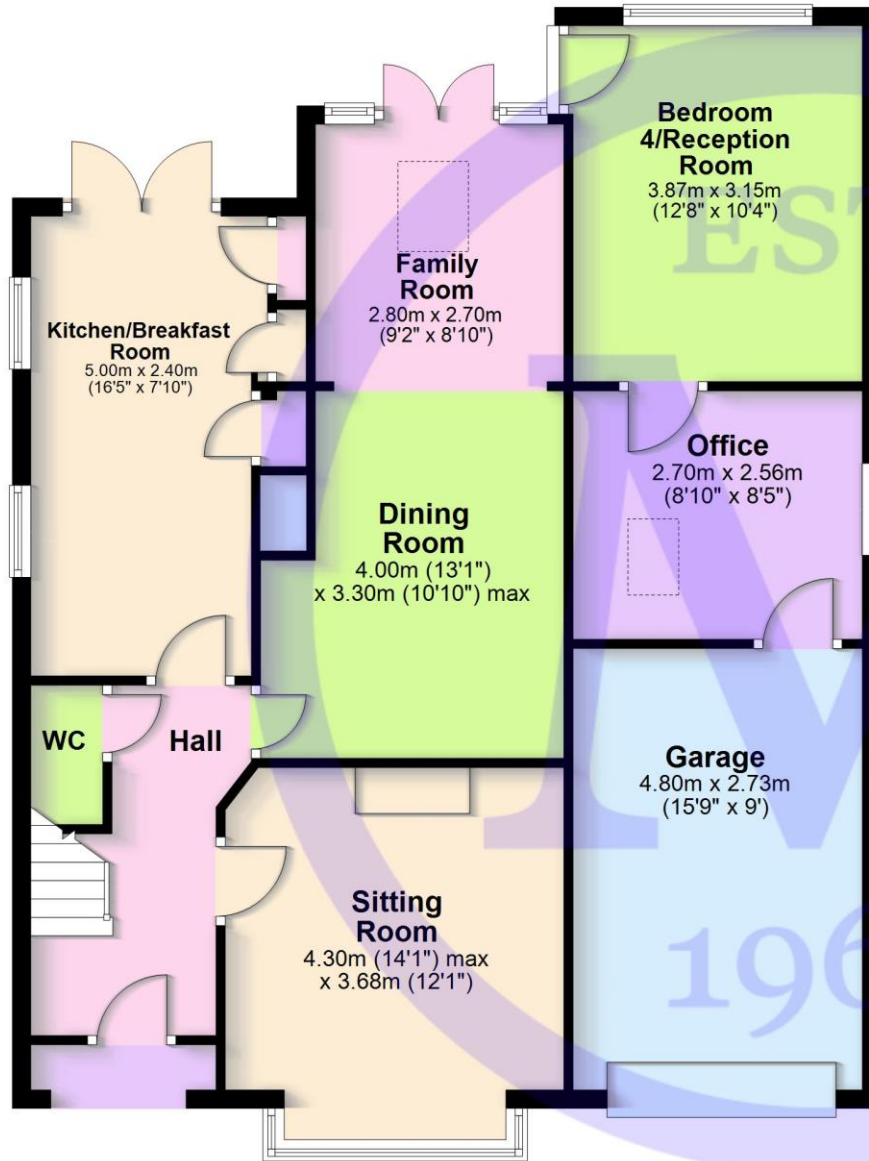 Bedroom
4/Reception
Room
3.87m x 3.15m
(12'8" x 10'4")
Family
Room
2.80m x 2.70m
(9'2" x 8'10")
Kitchen/Breakfast
Room
5.00m x 2.40m
(16'5" x 7'10")
Office
2.70m x 2.56m
(8'10" x 8'5")
Dining
Room
4.00m (13'1")
x 3.30m (10'10") max
WC
Hall
Garage
4.80m x 2.73m
(15'9" x 9')
Sitting
Room
4.30m (14'1") max
x 3.68m (12'1")
EST
M
196